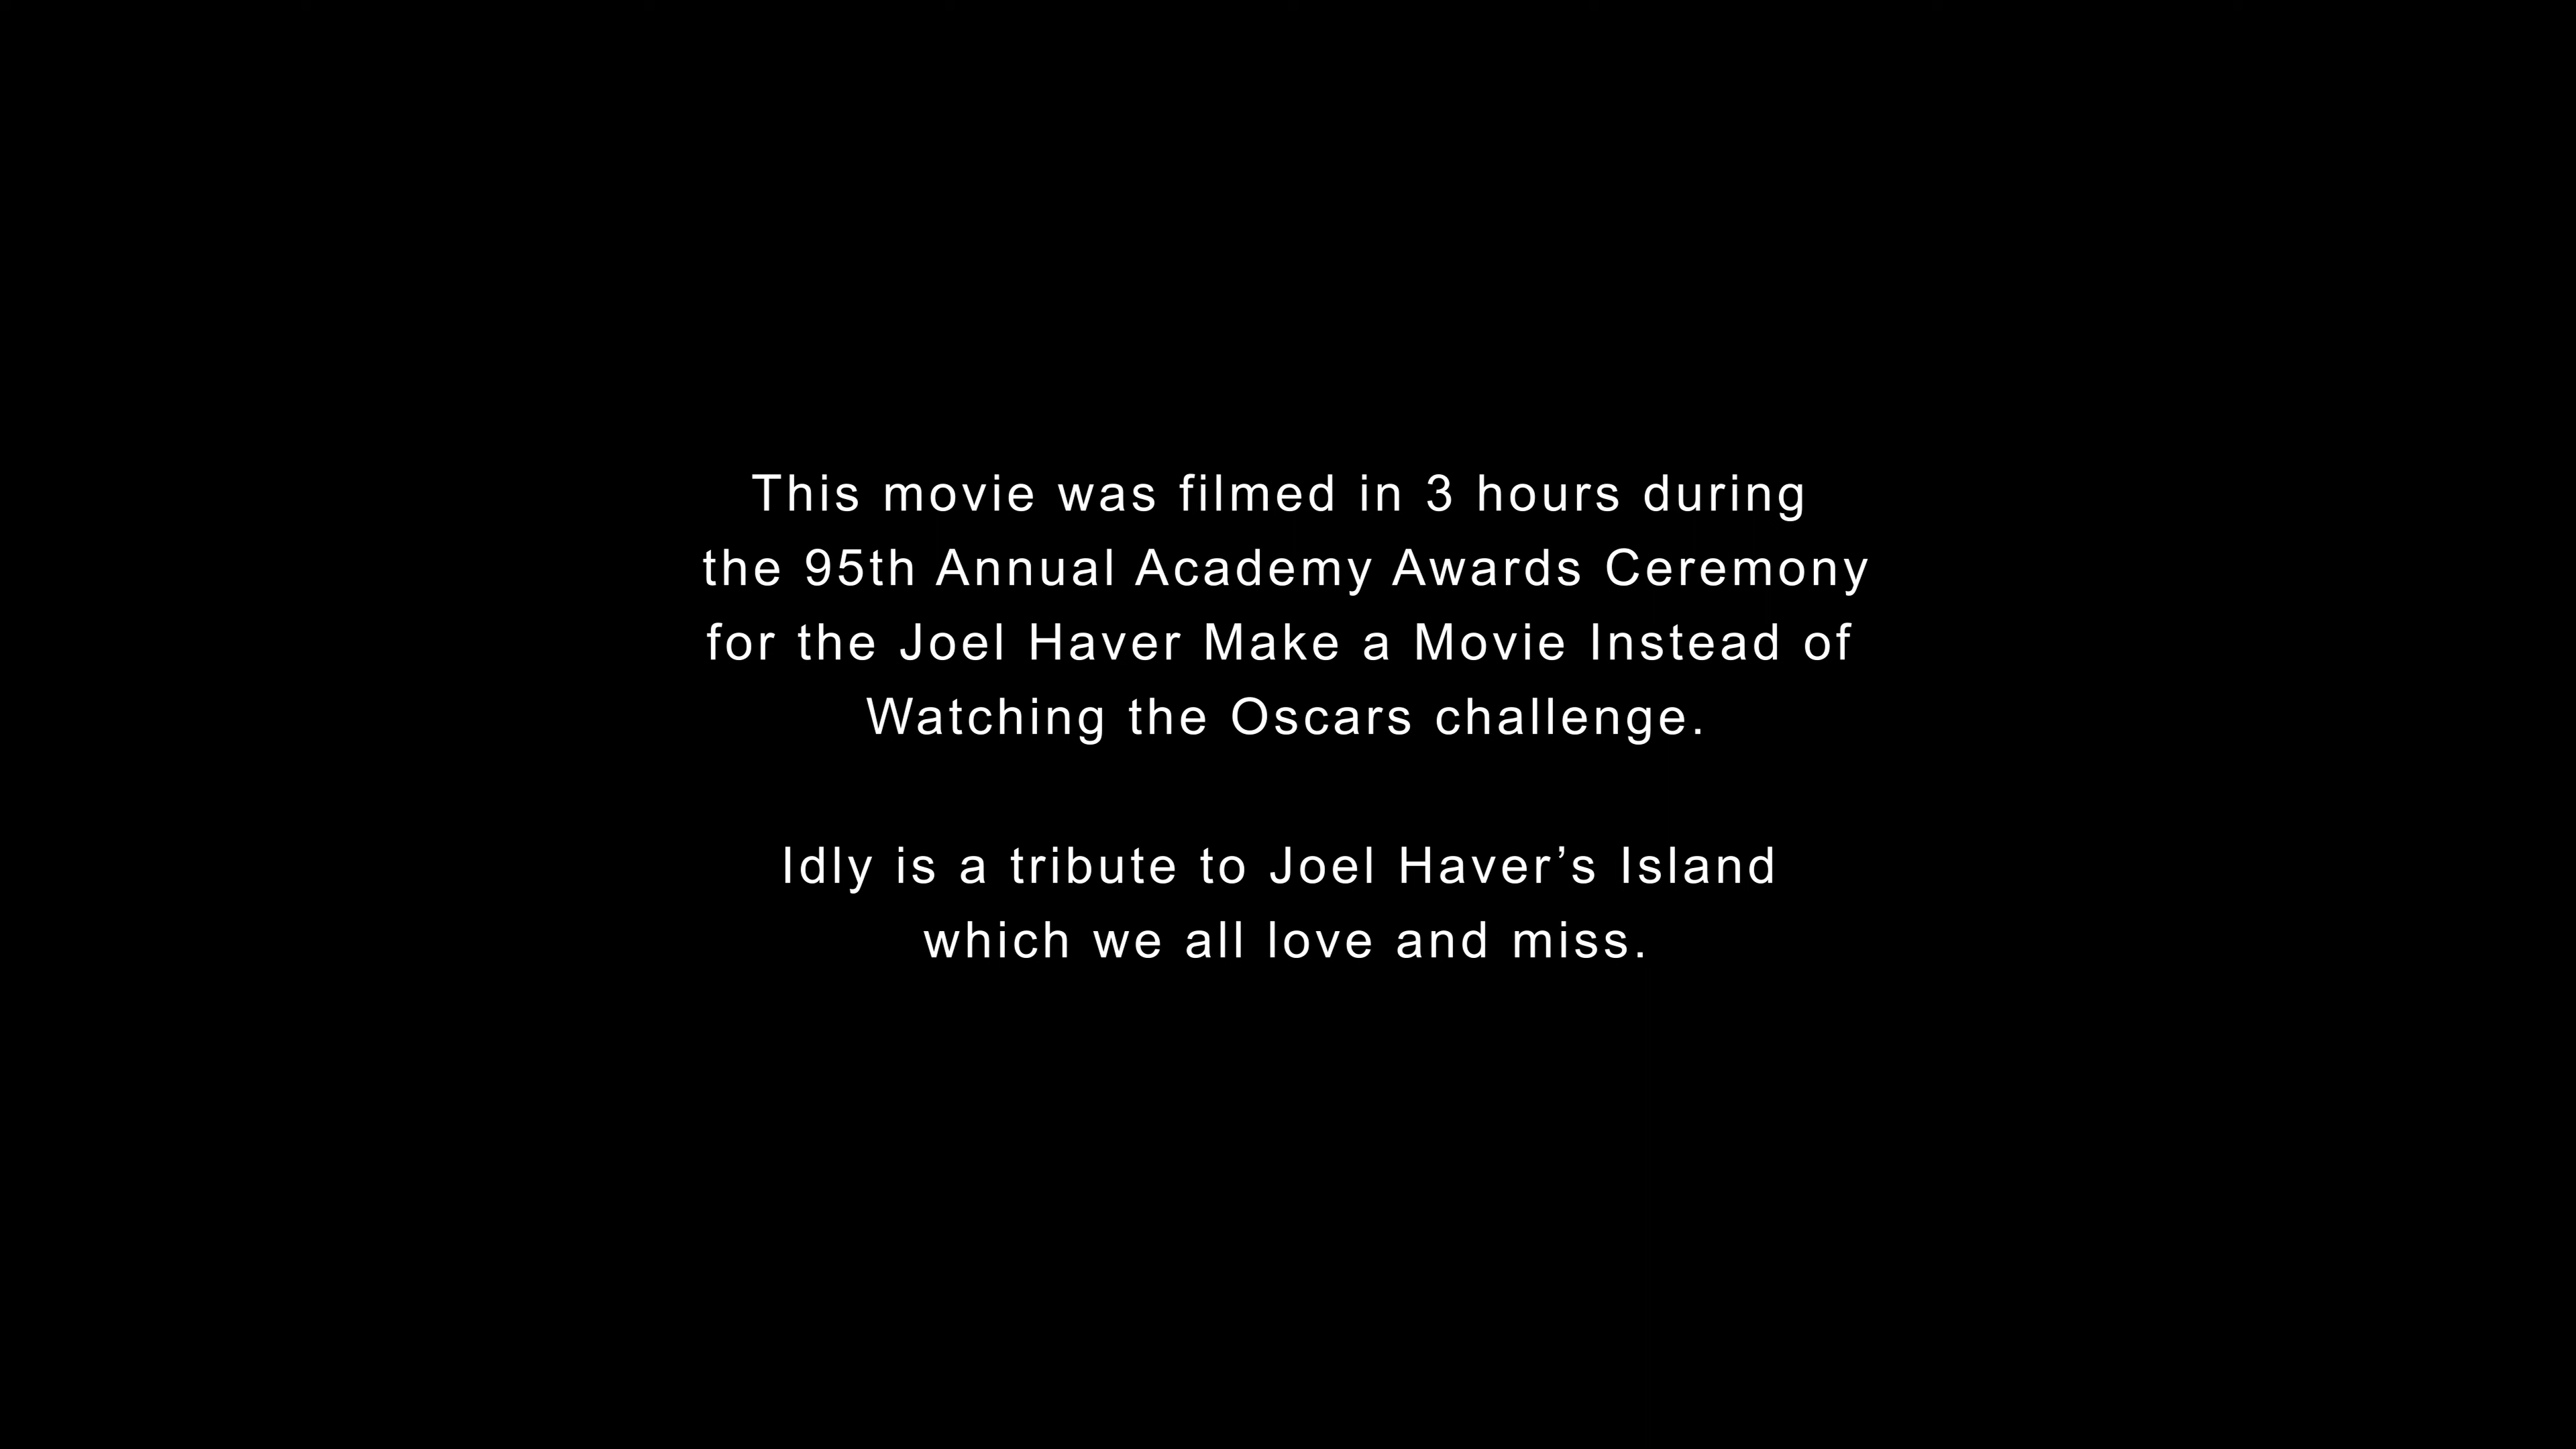 This movie was filmed in 3 hours during
the 95th Annual Academy Awards Ceremony
for the Joel Haver Make a Movie Instead of
Watching the Oscars challenge.
Idly is a tribute to Joel Haver’s Island
which we all love and miss.